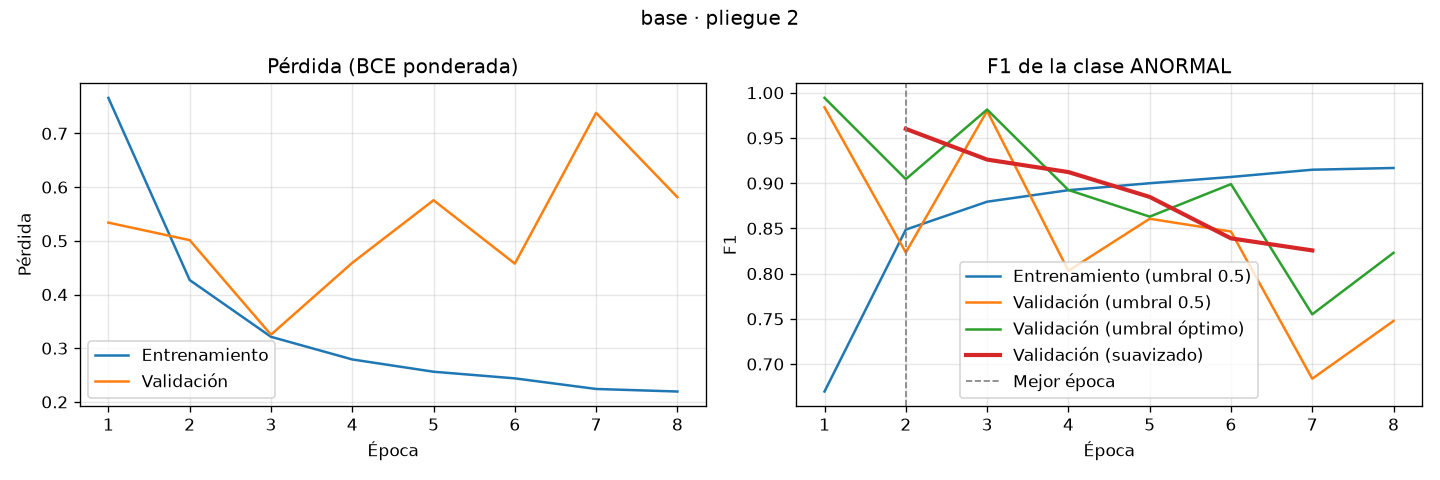 base · pliegue 2
Pérdida (BCE ponderada)
Pérdida
0.7
0.6
0.5
0.4
0.3
0.2
Entrenamiento
Validación
1 2 3 4 5 6 7 8
Época
F1 de la clase ANORMAL
F1
1.00
0.95
0.90
0.85
0.80
0.75
0.70
Entrenamiento (umbral 0.5)
Validación (umbral 0.5)
Validación (umbral óptimo)
Validación (suavizado)
Mejor época
1 2 3 4 5 6 7 8
Época